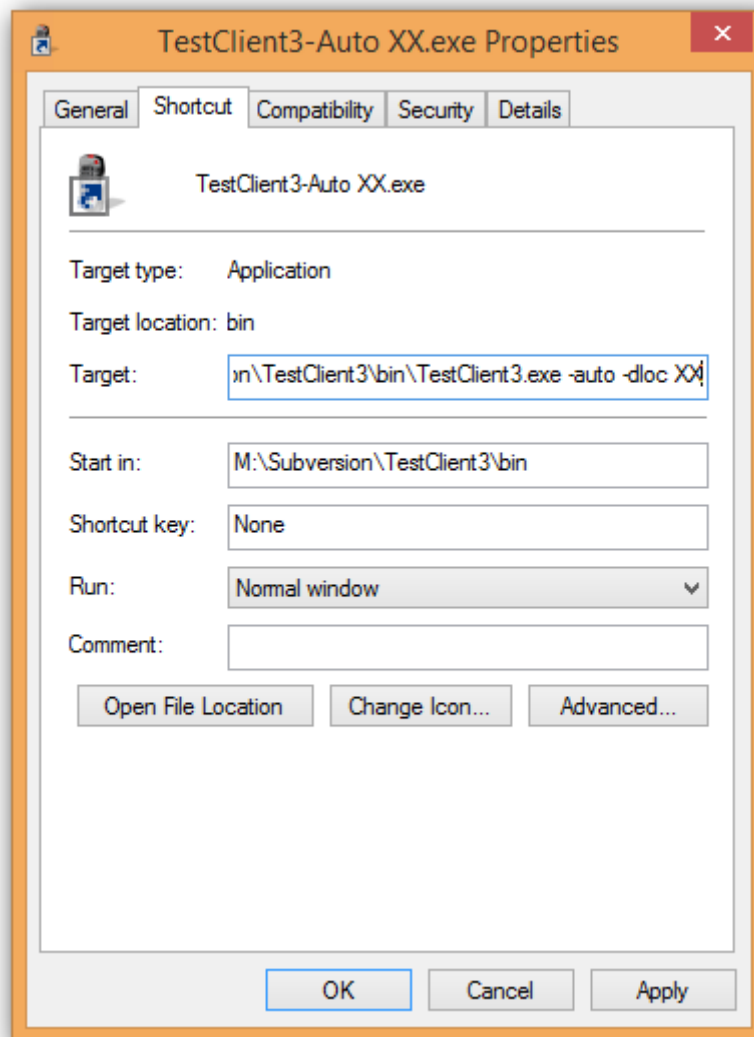 TestClient3-Auto XX.exe Properties
General Shortcut Compatibility Security Details
TestClient3-Auto XX.exe
Target type: Application
Target location: bin
Target: on\TestClient3\bin\TestClient3.exe -auto -dloc XX
Start in: M:\Subversion\TestClient3\bin
Shortcut key: None
Run: Normal window
Comment:
Open File Location Change Icon... Advanced...
OK Cancel Apply